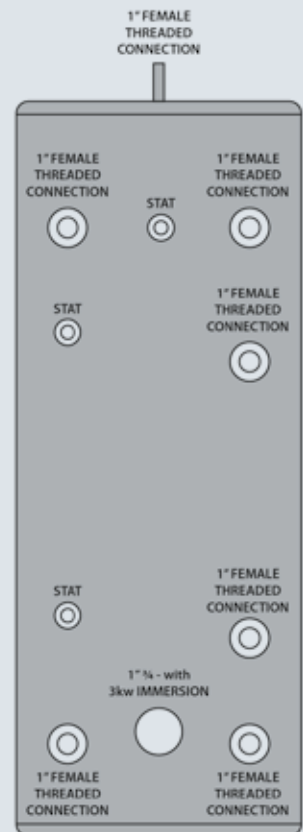 1" FEMALE
THREADED
CONNECTION
1" FEMALE
THREADED
CONNECTION
1" FEMALE
THREADED
CONNECTION
STAT
STAT
1" FEMALE
THREADED
CONNECTION
STAT
1" FEMALE
THREADED
CONNECTION
1" ¾ - with
3kw IMMERSION
1" FEMALE
THREADED
CONNECTION
1" FEMALE
THREADED
CONNECTION